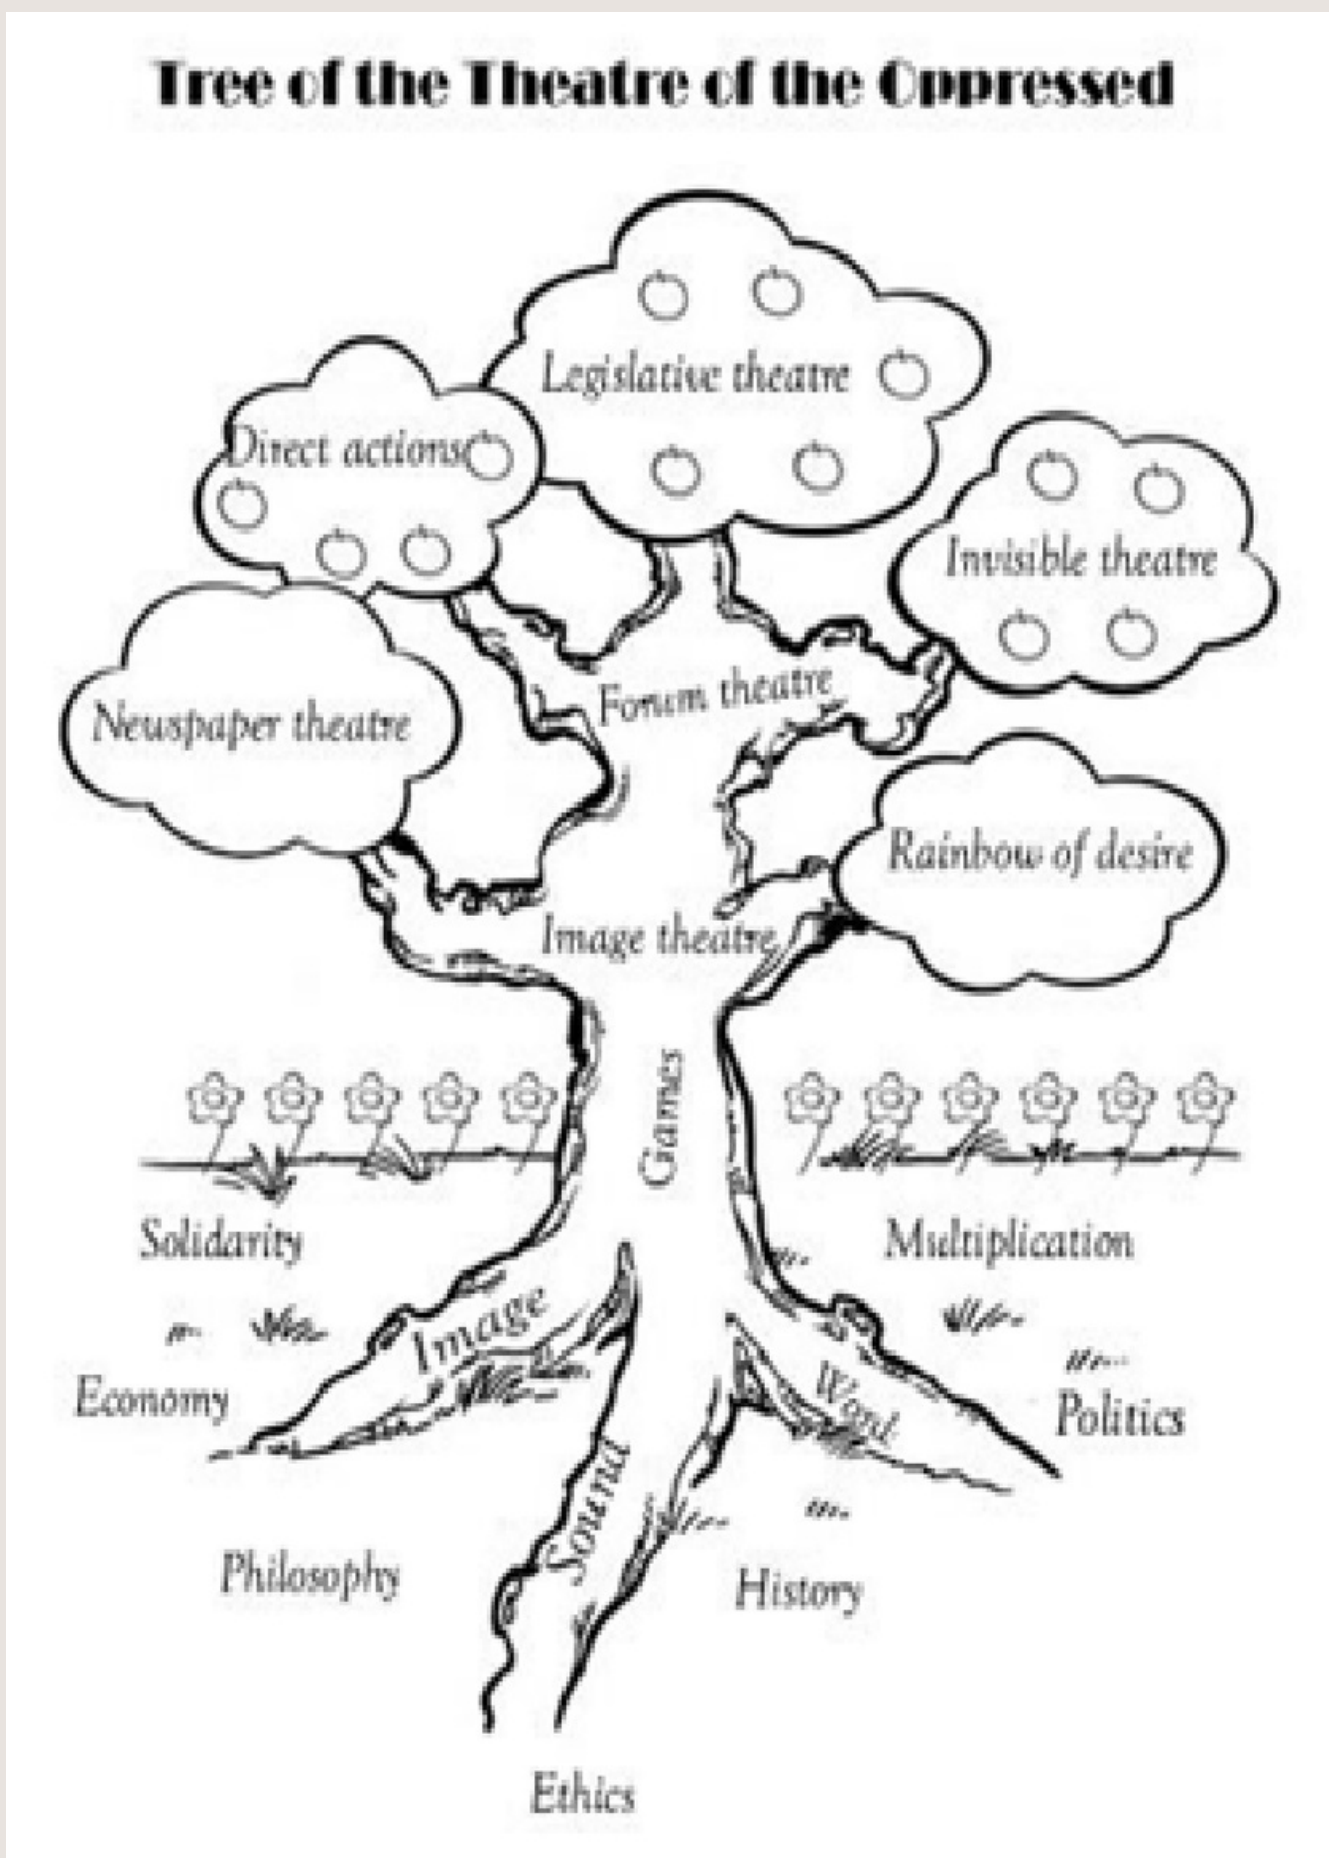 Tree of the Theatre of the Oppressed
Legislative theatre
Direct actions
Invisible theatre
Forum theatre
Newspaper theatre
Rainbow of desire
Image theatre
Games
Solidarity
Multiplication
Image
Word
Economy
Politics
Sound
Philosophy
History
Ethics